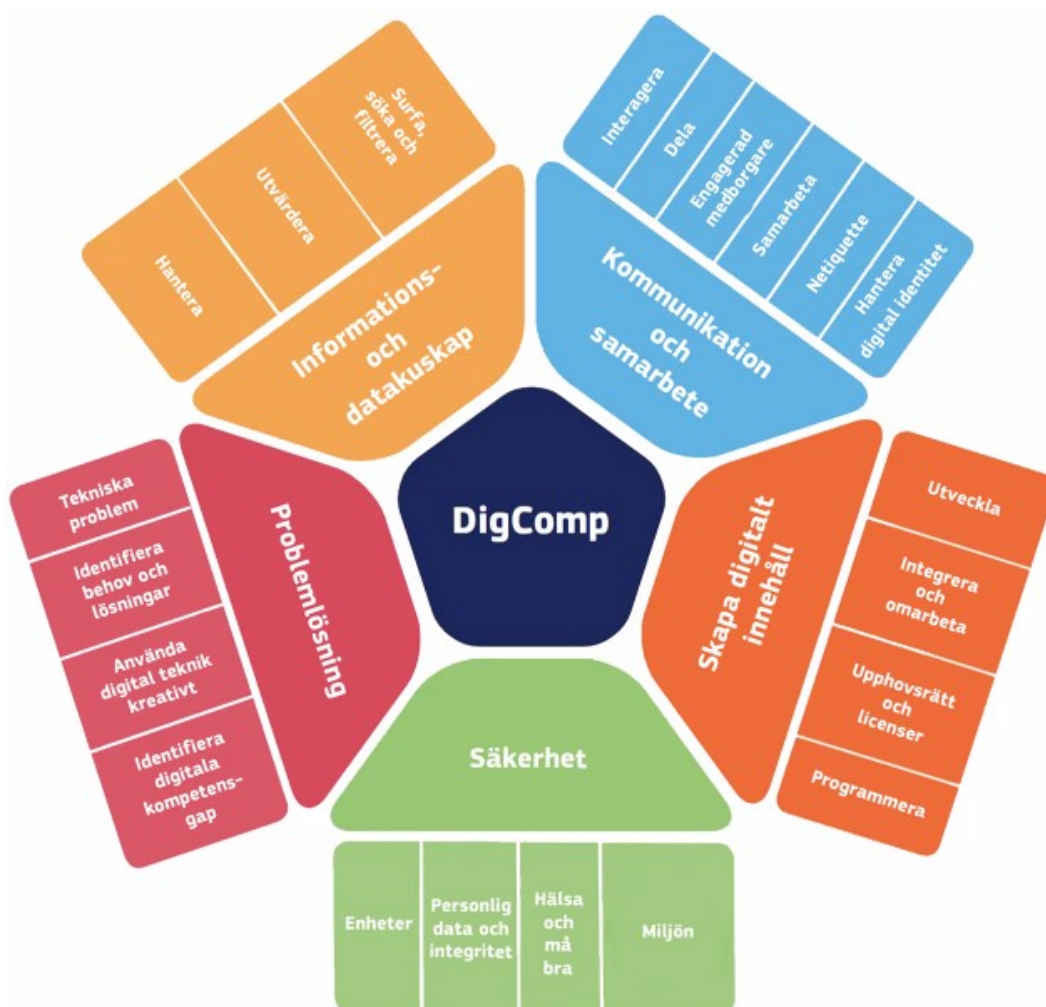 Surfa,
söka och
filtrera
Utvärdera
Hantera
Informations-
och
datakuskap
Interagera
Dela
Engagerad
medborgare
Samarbeta
Netiquette
Hantera
digital identitet
Kommunikation
och
samarbete
DigComp
Tekniska
problem
Identifiera
behov och
lösningar
Använda
digital teknik
kreativt
Identifiera
digitala
kompetens-
gap
Problemlösning
Skapa digitalt
innehåll
Utveckla
Integrera
och
omarbeta
Upphovsrätt
och
licenser
Programmera
Säkerhet
Enheter
Personlig
data och
integritet
Hälsa
och
må
bra
Miljön